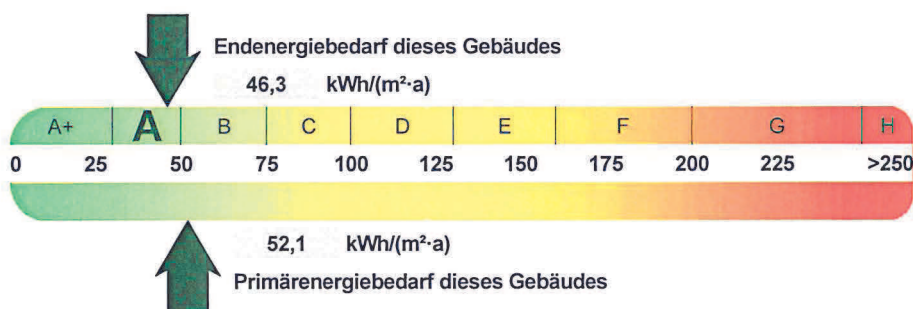 Endenergiebedarf dieses Gebäudes
46,3 kWh/(m²·a)
A+ A B C D E F G H
0 25 50 75 100 125 150 175 200 225 >250
52,1 kWh/(m²·a)
Primärenergiebedarf dieses Gebäudes